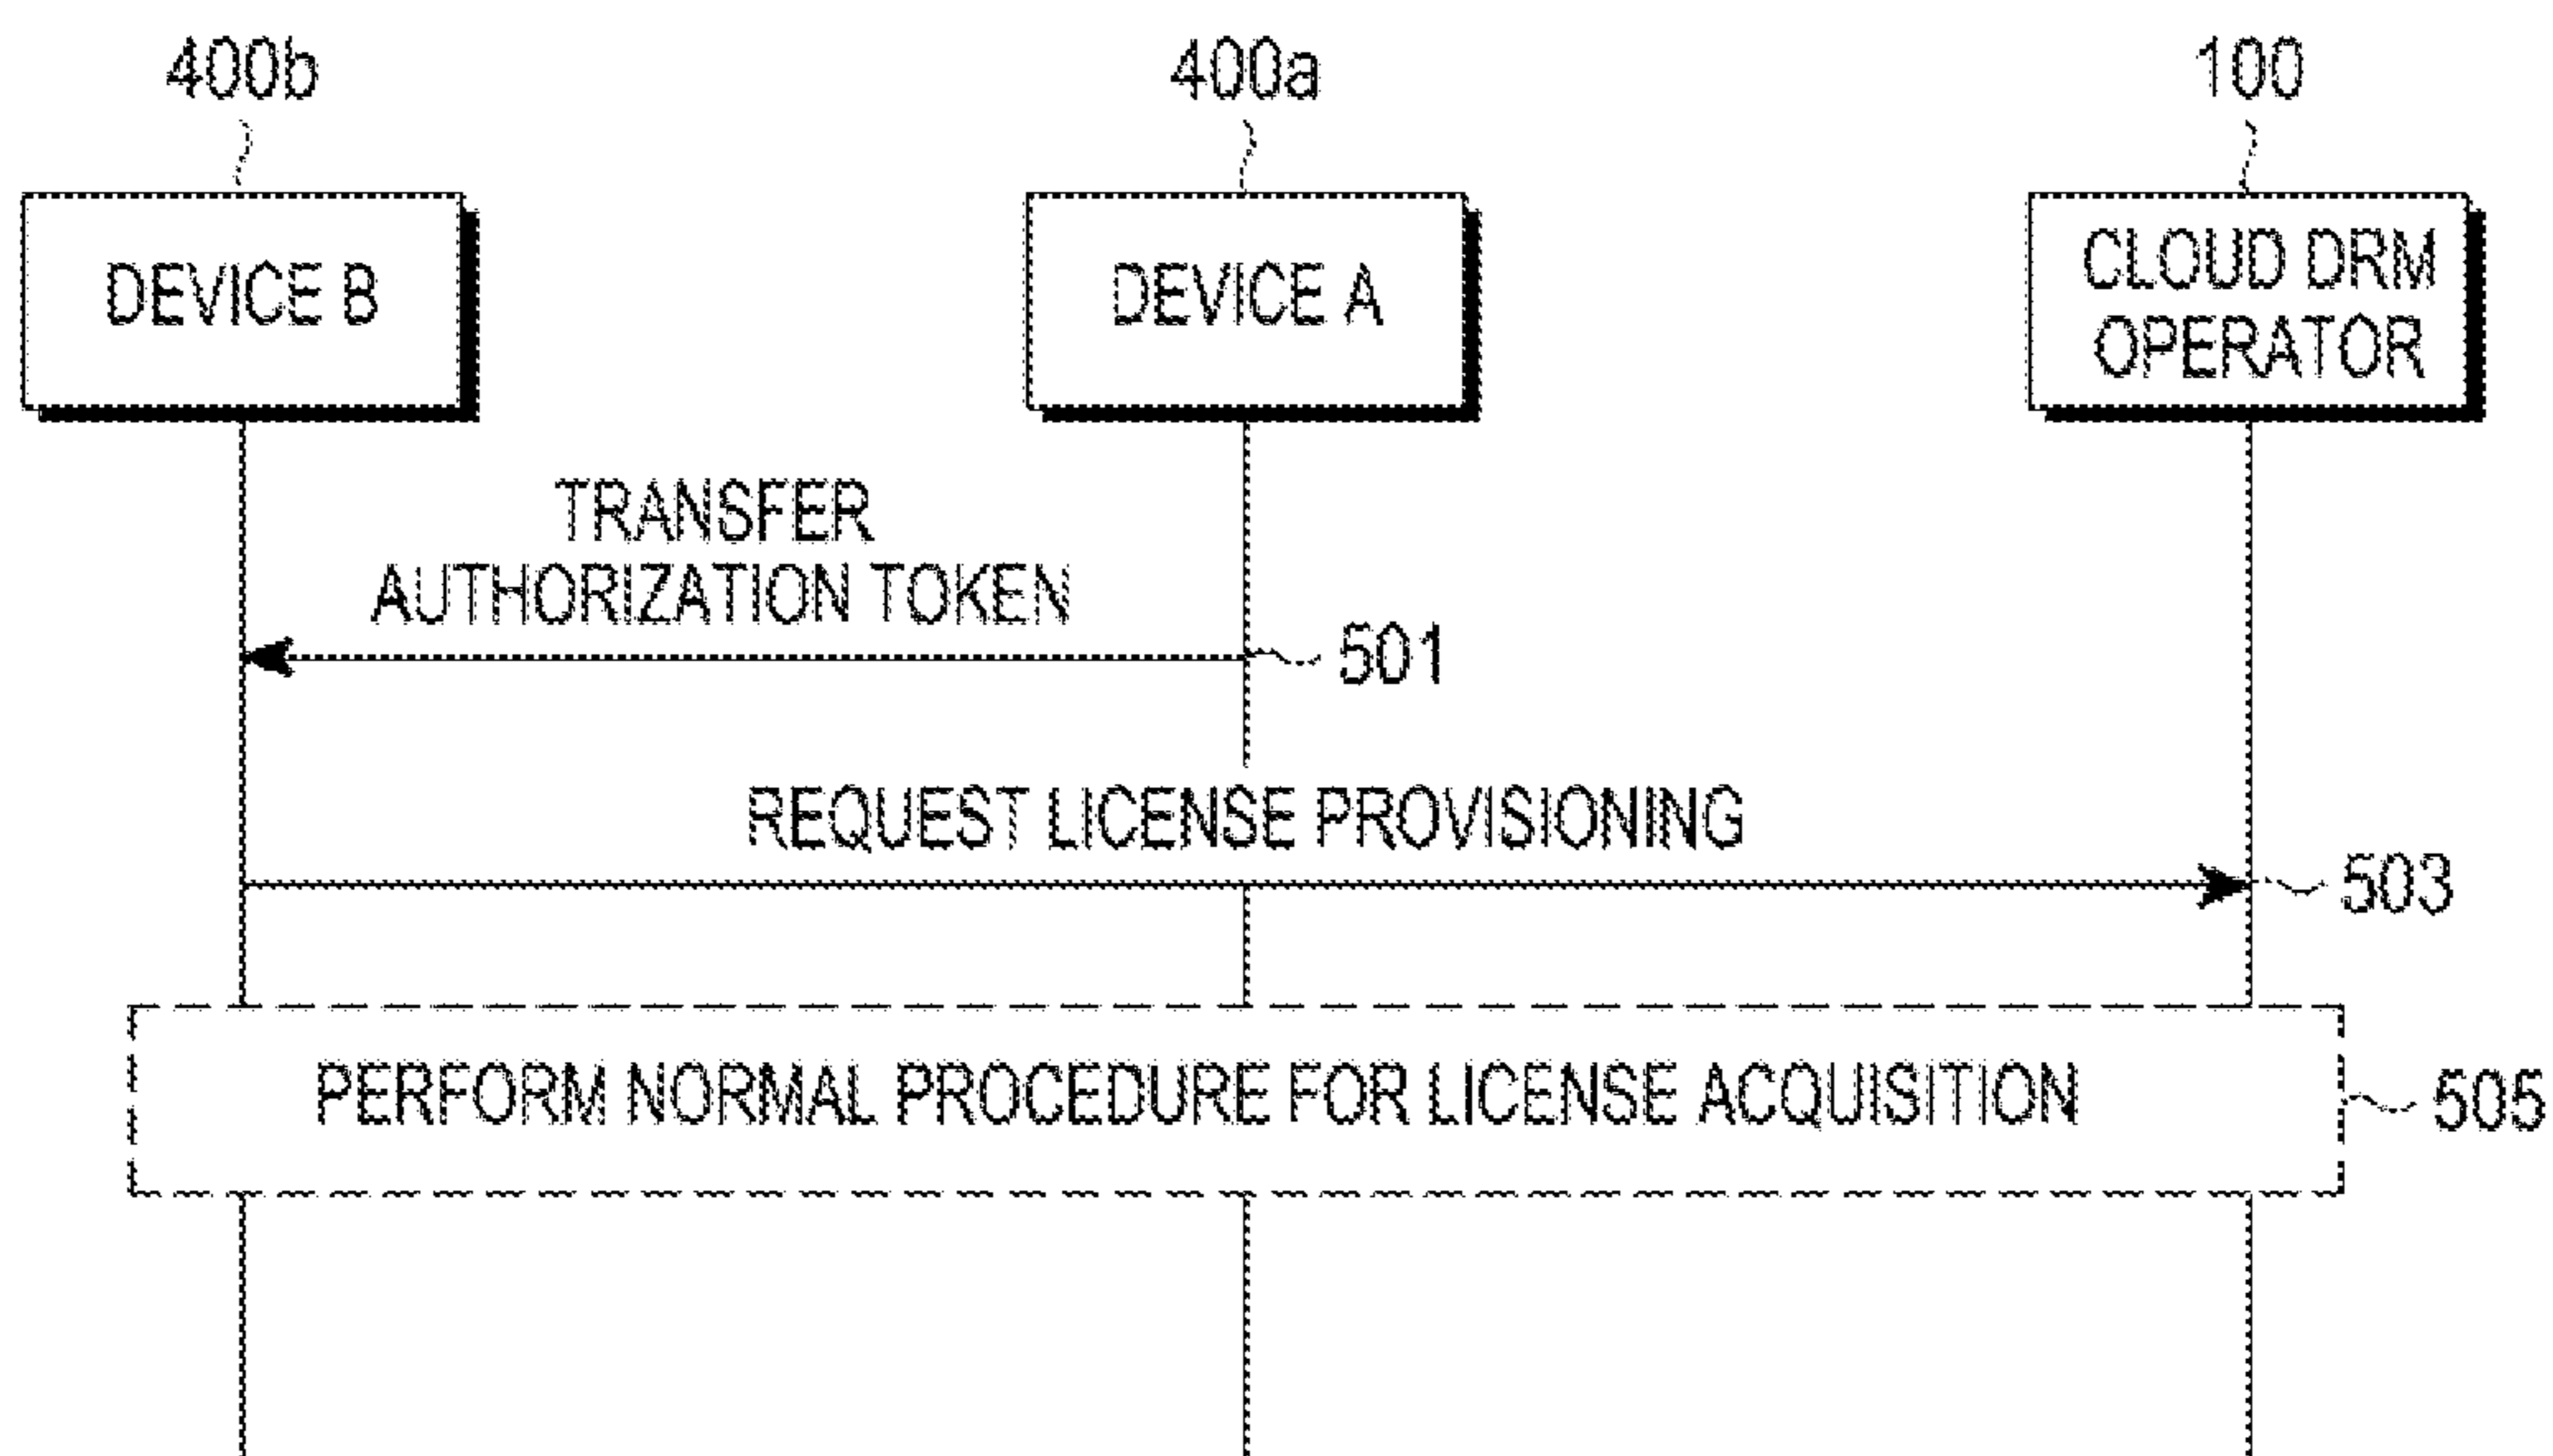 400b
400a
100
DEVICE B
DEVICE A
CLOUD DRM
OPERATOR
TRANSFER
AUTHORIZATION TOKEN
501
REQUEST LICENSE PROVISIONING
503
PERFORM NORMAL PROCEDURE FOR LICENSE ACQUISITION
505